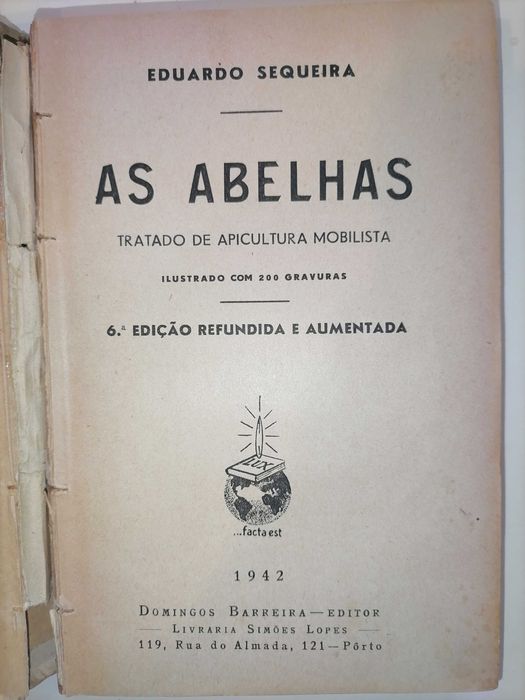 EDUARDO SEQUEIRA
AS ABELHAS
TRATADO DE APICULTURA MOBILISTA
ILUSTRADO COM 200 GRAVURAS
6.ª EDIÇÃO REFUNDIDA E AUMENTADA
LUX
...facta est
1942
DOMINGOS BARREIRA—EDITOR
LIVRARIA SIMÕES LOPES
119, Rua do Almada, 121—Pôrto